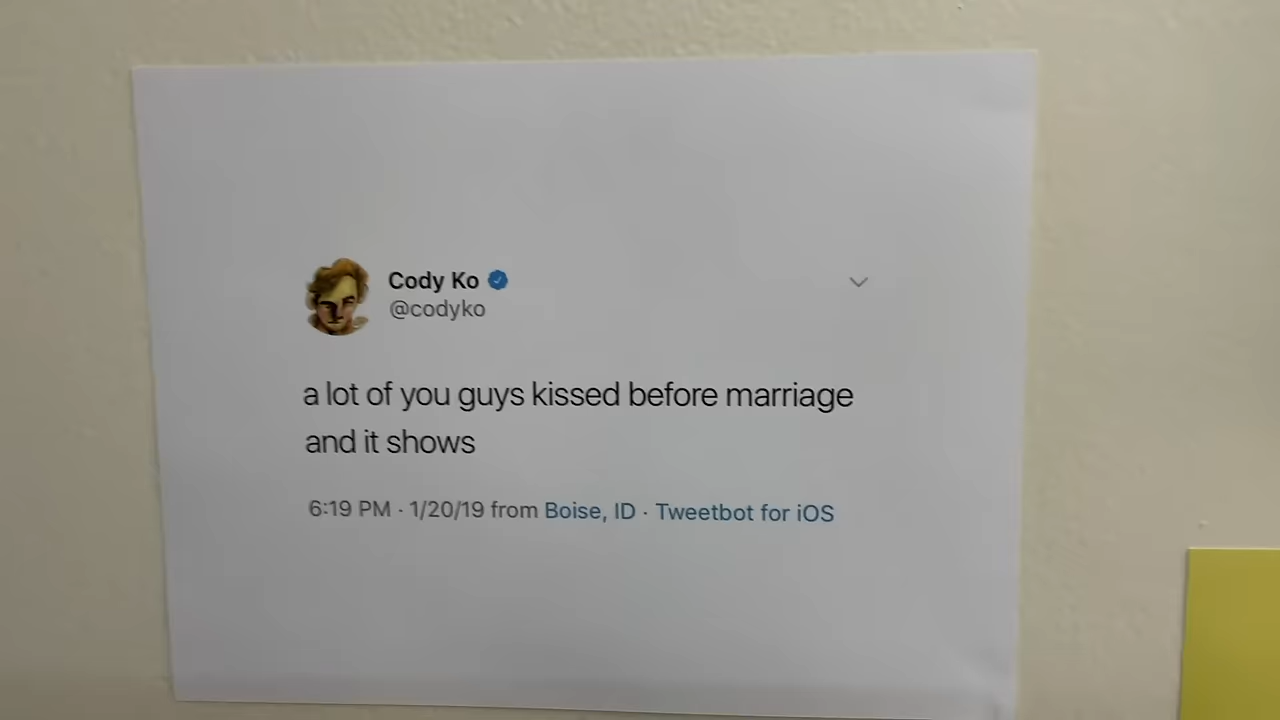 Cody Ko
@codyko
a lot of you guys kissed before marriage
and it shows
6:19 PM · 1/20/19 from Boise, ID · Tweetbot for iOS